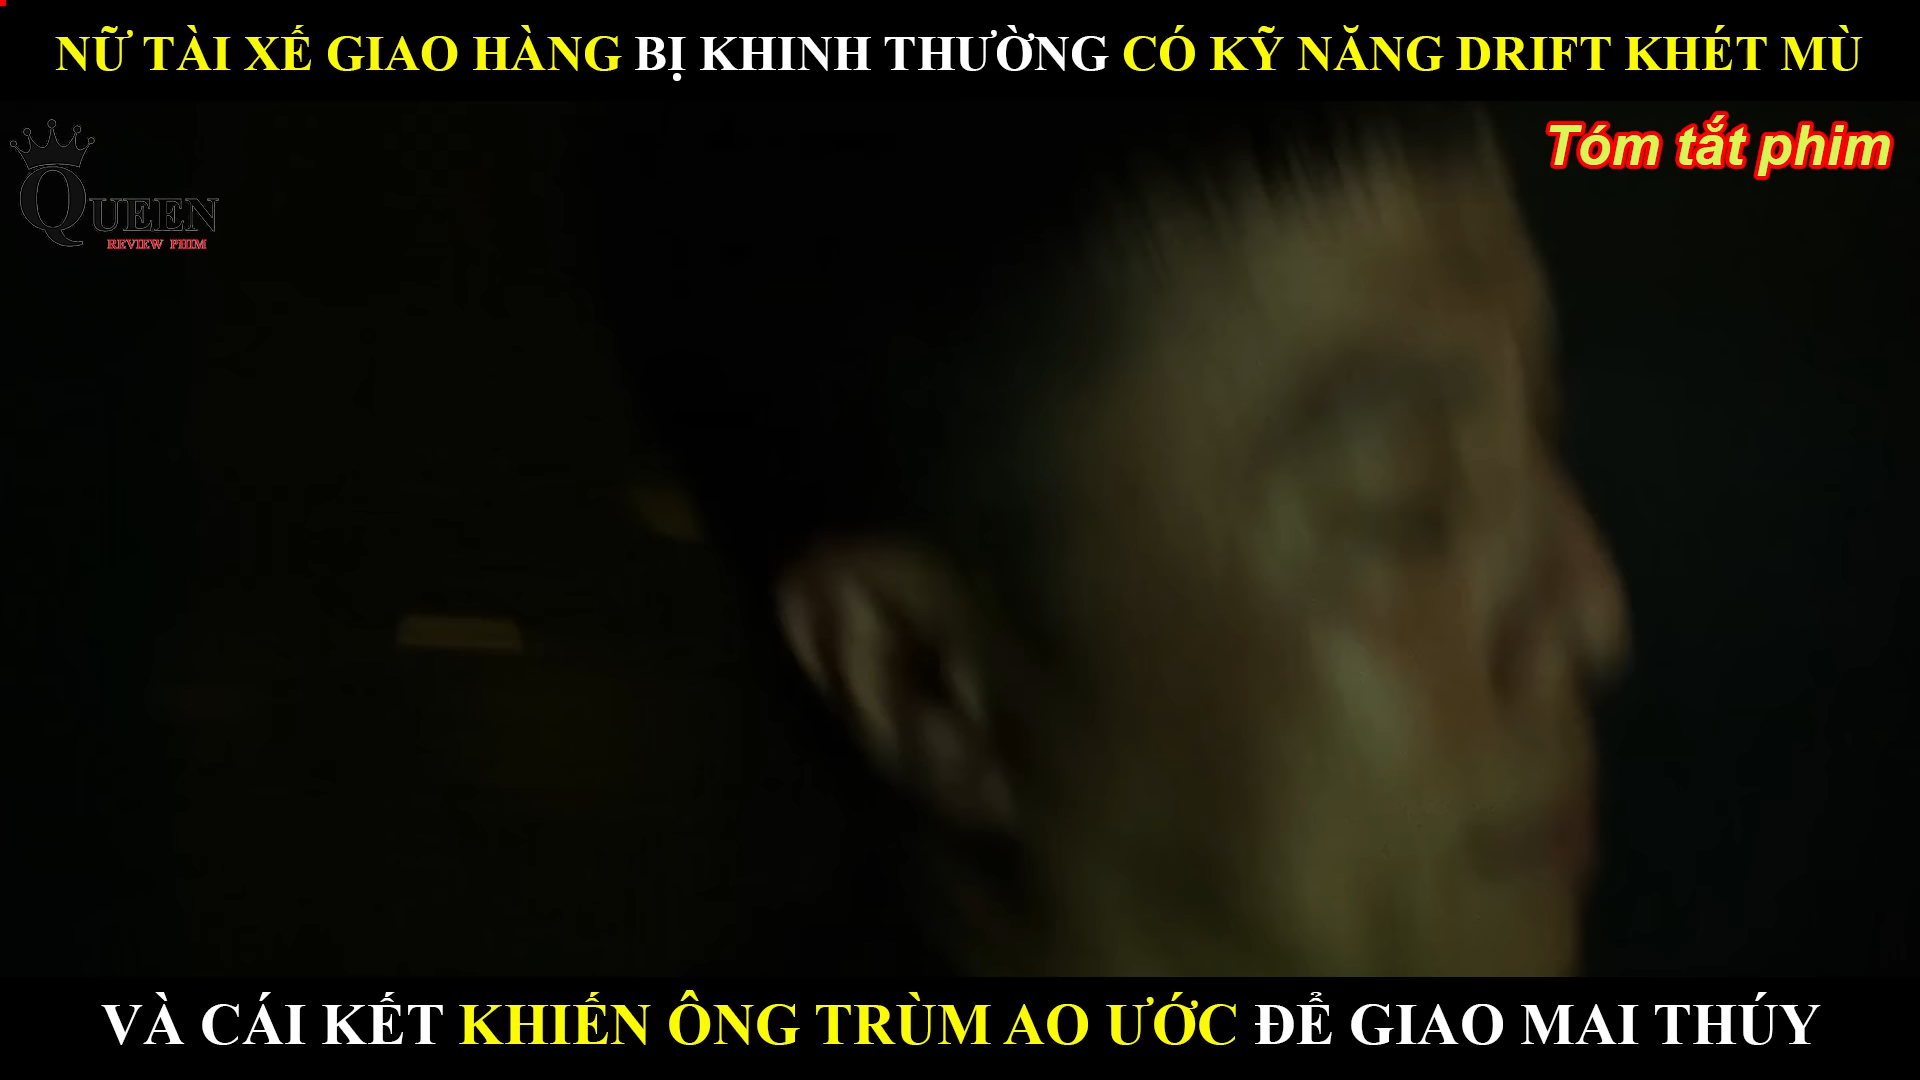 NỮ TÀI XẾ GIAO HÀNG BỊ KHINH THƯỜNG CÓ KỸ NĂNG DRIFT KHÉT MÙ
Tóm tắt phim
QUEEN
REVIEW PHIM
VÀ CÁI KẾT KHIẾN ÔNG TRÙM AO ƯỚC ĐỂ GIAO MAI THÚY